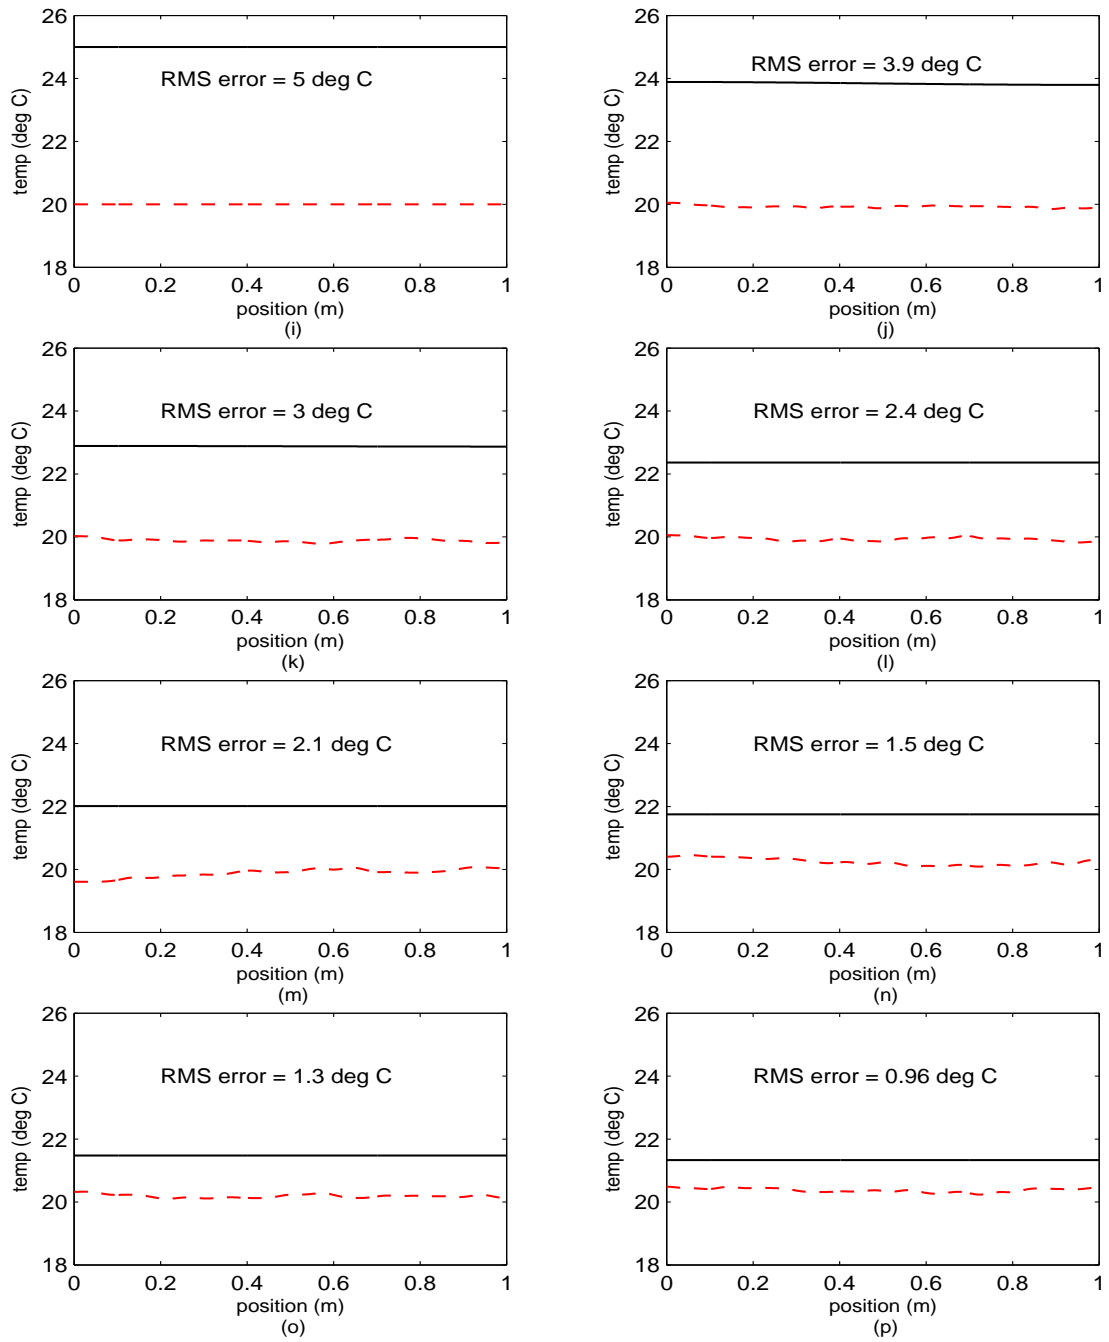 26
24
22
20
18
temp (deg C)
RMS error = 5 deg C
0 0.2 0.4 0.6 0.8 1
position (m)
(i)
26
24
22
20
18
temp (deg C)
RMS error = 3.9 deg C
0 0.2 0.4 0.6 0.8 1
position (m)
(j)
26
24
22
20
18
temp (deg C)
RMS error = 3 deg C
0 0.2 0.4 0.6 0.8 1
position (m)
(k)
26
24
22
20
18
temp (deg C)
RMS error = 2.4 deg C
0 0.2 0.4 0.6 0.8 1
position (m)
(l)
26
24
22
20
18
temp (deg C)
RMS error = 2.1 deg C
0 0.2 0.4 0.6 0.8 1
position (m)
(m)
26
24
22
20
18
temp (deg C)
RMS error = 1.5 deg C
0 0.2 0.4 0.6 0.8 1
position (m)
(n)
26
24
22
20
18
temp (deg C)
RMS error = 1.3 deg C
0 0.2 0.4 0.6 0.8 1
position (m)
(o)
26
24
22
20
18
temp (deg C)
RMS error = 0.96 deg C
0 0.2 0.4 0.6 0.8 1
position (m)
(p)